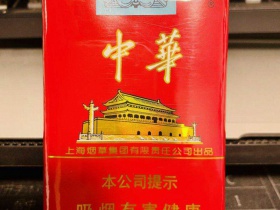 中華
上海烟草集团有限责任公司出品
本公司提示
吸烟有害健康